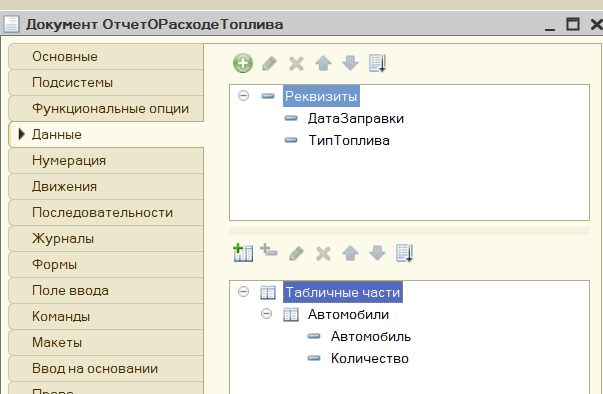 Документ ОтчетОРасходеТоплива
Основные
Подсистемы
Функциональные опции
Данные
Нумерация
Движения
Последовательности
Журналы
Формы
Поле ввода
Команды
Макеты
Ввод на основании
Права
Реквизиты
ДатаЗаправки
ТипТоплива
Табличные части
Автомобили
Автомобиль
Количество